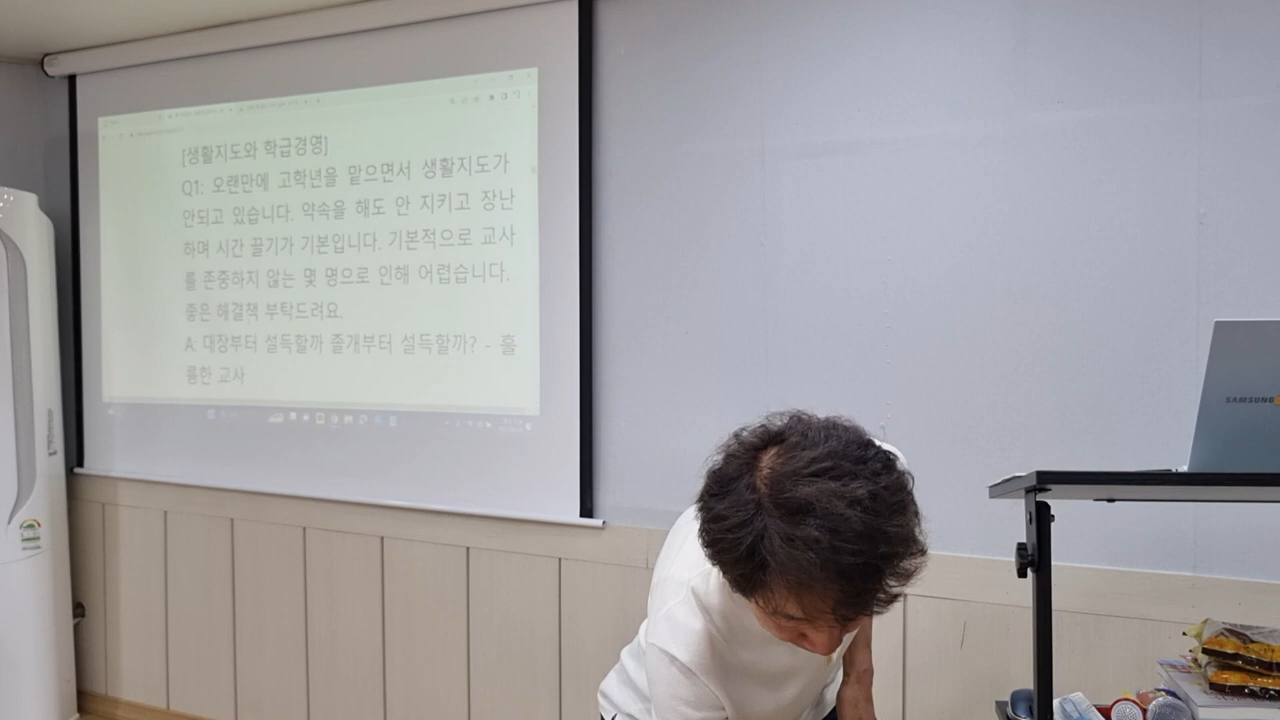 [생활지도와 학급경영]
Q1: 오랜만에 고학년을 맡으면서 생활지도가
안되고 있습니다. 약속을 해도 안 지키고 장난
하며 시간 끌기가 기본입니다. 기본적으로 교사
를 존중하지 않는 몇 명으로 인해 어렵습니다.
좋은 해결책 부탁드려요.
A: 대장부터 설득할까 졸개부터 설득할까? - 훌
륭한 교사
SAMSUNG